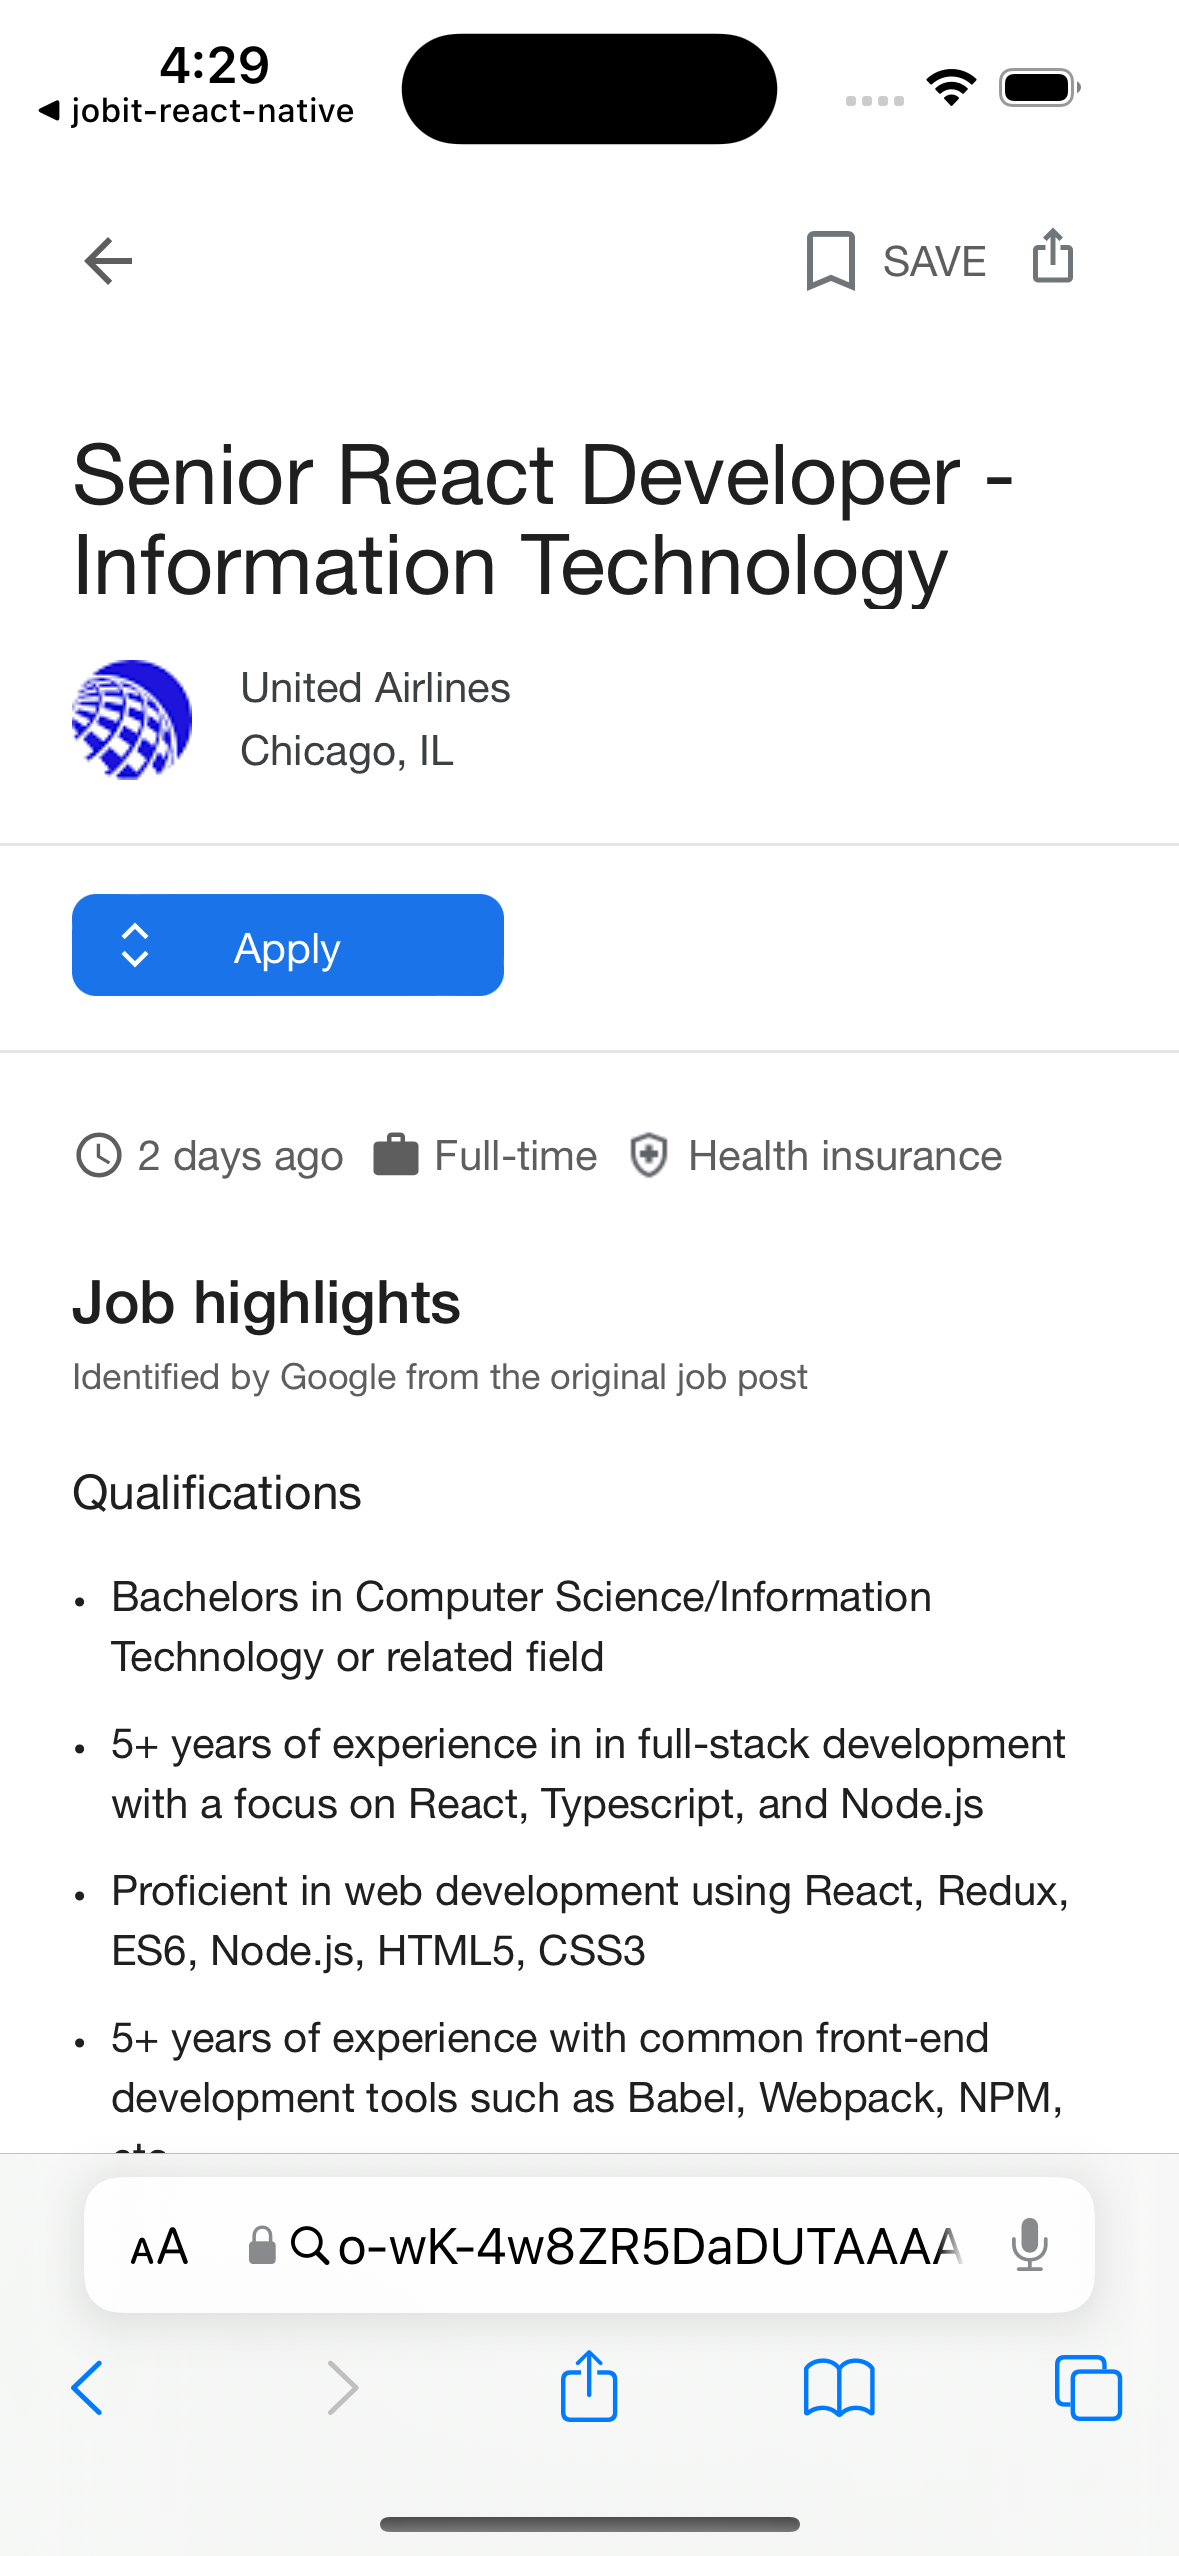 4:29
jobit-react-native
SAVE
Senior React Developer -
Information Technology
United Airlines
Chicago, IL
Apply
2 days ago Full-time Health insurance
Job highlights
Identified by Google from the original job post
Qualifications
• Bachelors in Computer Science/Information
Technology or related field
• 5+ years of experience in in full-stack development
with a focus on React, Typescript, and Node.js
• Proficient in web development using React, Redux,
ES6, Node.js, HTML5, CSS3
• 5+ years of experience with common front-end
development tools such as Babel, Webpack, NPM,
AA o-wK-4w8ZR5DaDUTAAAA